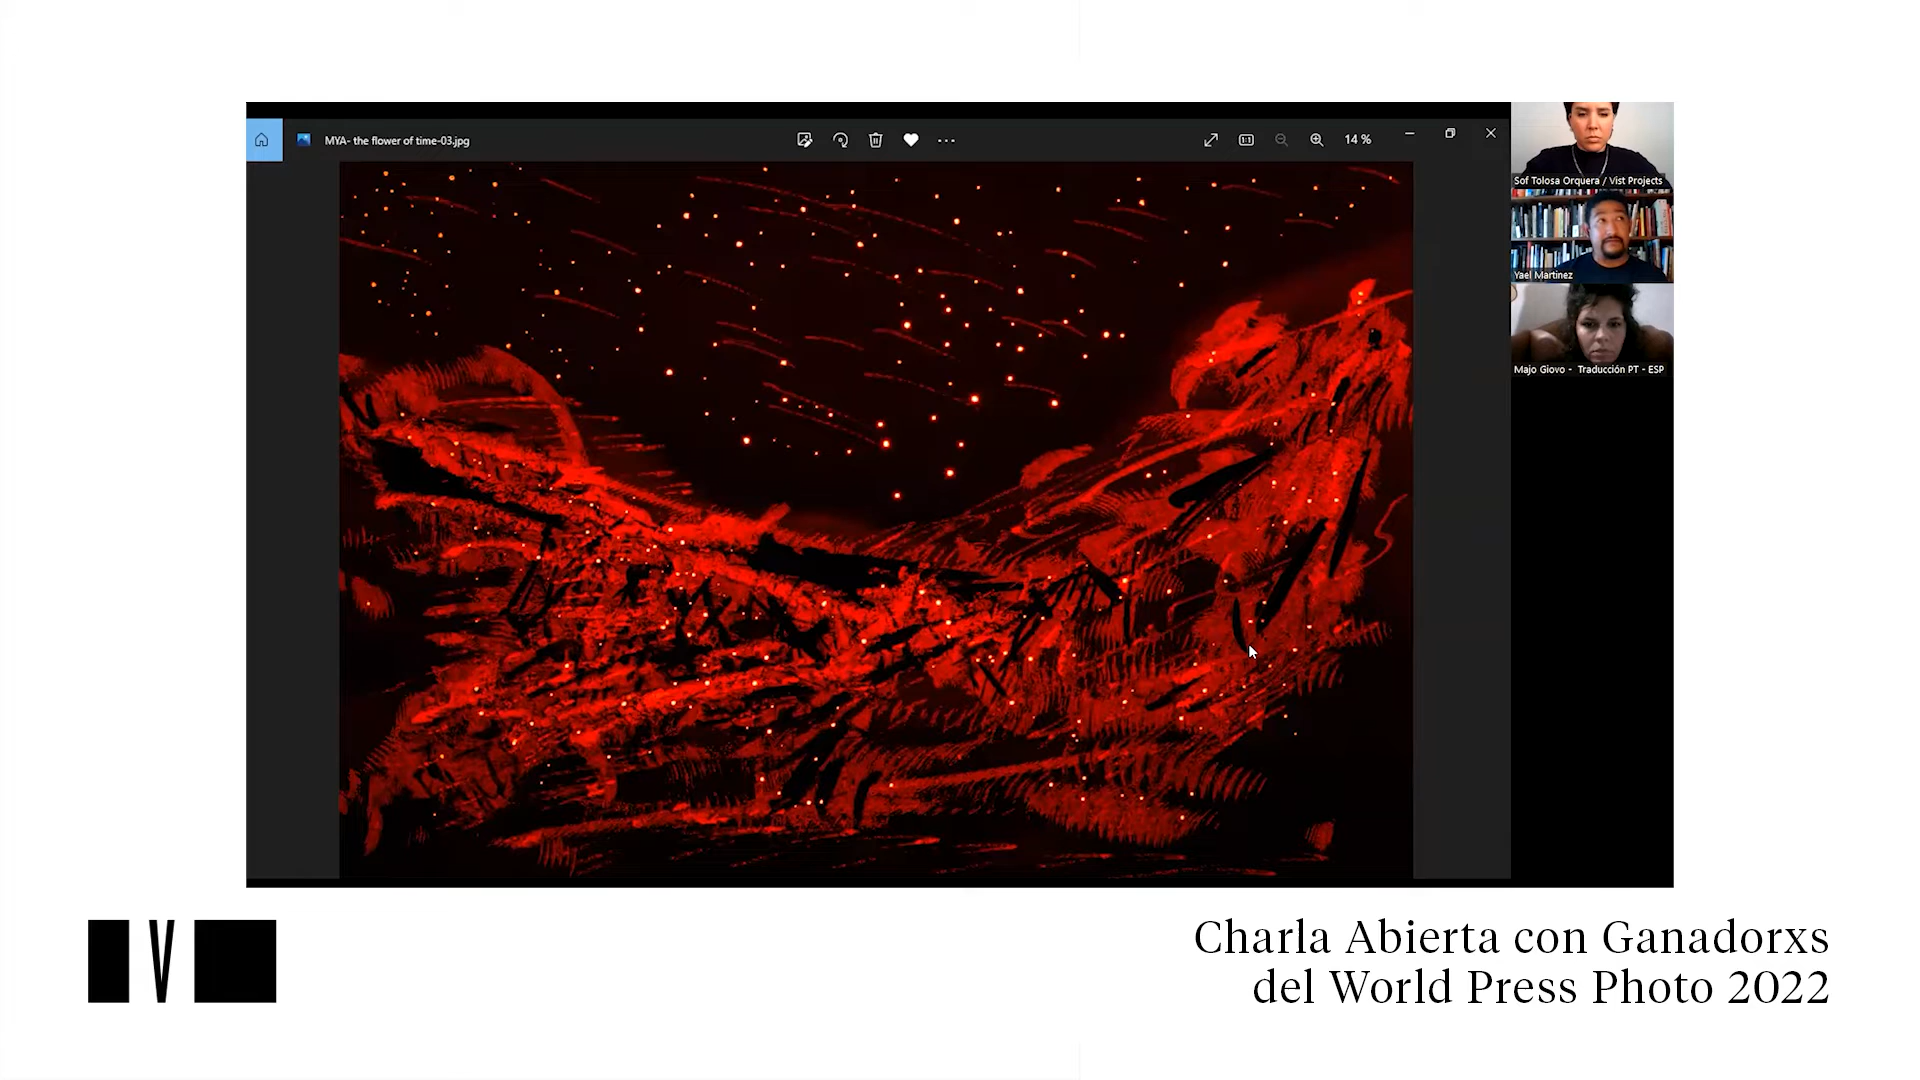 MYA- the flower of time-03.jpg
14 %
Sof Tolosa Orquera / Vist Projects
Yael Martinez
Majo Giovo - Traducción PT - ESP
V
Charla Abierta con Ganadorxs
del World Press Photo 2022